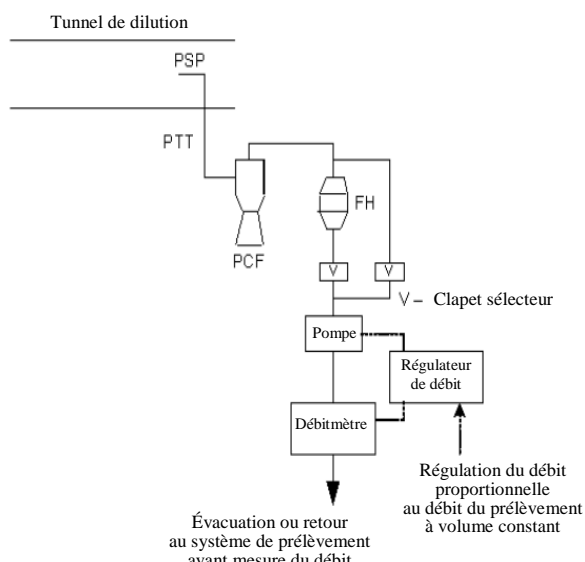 Tunnel de dilution
PSP
PTT
FH
PCF
V
V
V – Clapet sélecteur
Pompe
Régulateur
de débit
Débitmètre
Régulation du débit
proportionnelle
au débit du prélèvement
à volume constant
Évacuation ou retour
au système de prélèvement
avant mesure du débit